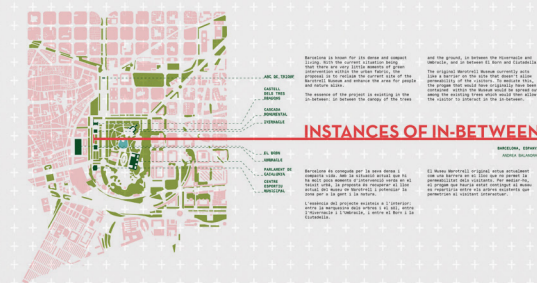 Barcelona is known for its dense and compact
living. With the current situation being
that there are very little moments of green
intervention within the urban fabric, the
proposal is to reclaim the current site of the
Martorell Museum and enhance the area for people
and nature alike.
The essence of the project is existing in the
in-between: in between the canopy of the trees
and the ground, in between the Hivernacle and
Umbracle, and in between El Born and Ciutadella.
The original Martorell Museum currently acts
like a barrier on the site that doesn't allow
permeability of the visitors. To mediate this,
the program that would have originally have been
contained within the Museum would be spread out
among the existing trees which would then allow
the visitor to interact in the in-between.
ARC DE TRIOMF
CASTELL
DELS TRES
DRAGONS
CASCADA
MONUMENTAL
HIVERNACLE
INSTANCES OF IN-BETWEEN
BARCELONA, ESPANY
ANDREA BALANGHA
EL BORN
UMBRACLE
PARLAMENT DE
CATALUNYA
CENTRE
ESPORTIU
MUNICIPAL
Barcelona és coneguda per la seva densa i
compacta vida. Amb la situació actual que hi
ha molt pocs moments d'intervenció verda en el
teixit urbà, la proposta és recuperar el lloc
actual del museu de Martorell i potenciar la
zona per a la gent i la natura.
L'essència del projecte existeix a l'interior:
entre la marquesina dels arbres i el sòl, entre
l'Hivernacle i l'Umbracle, i entre el Born i la
Ciutadella.
El Museu Martorell original actua actualment
com una barrera en el lloc que no permet la
permeabilitat dels visitants. Per mediar-ho,
el programa que hauria estat contingut al museu
es repartiria entre els arbres existents que
permetrien al visitant interactuar.